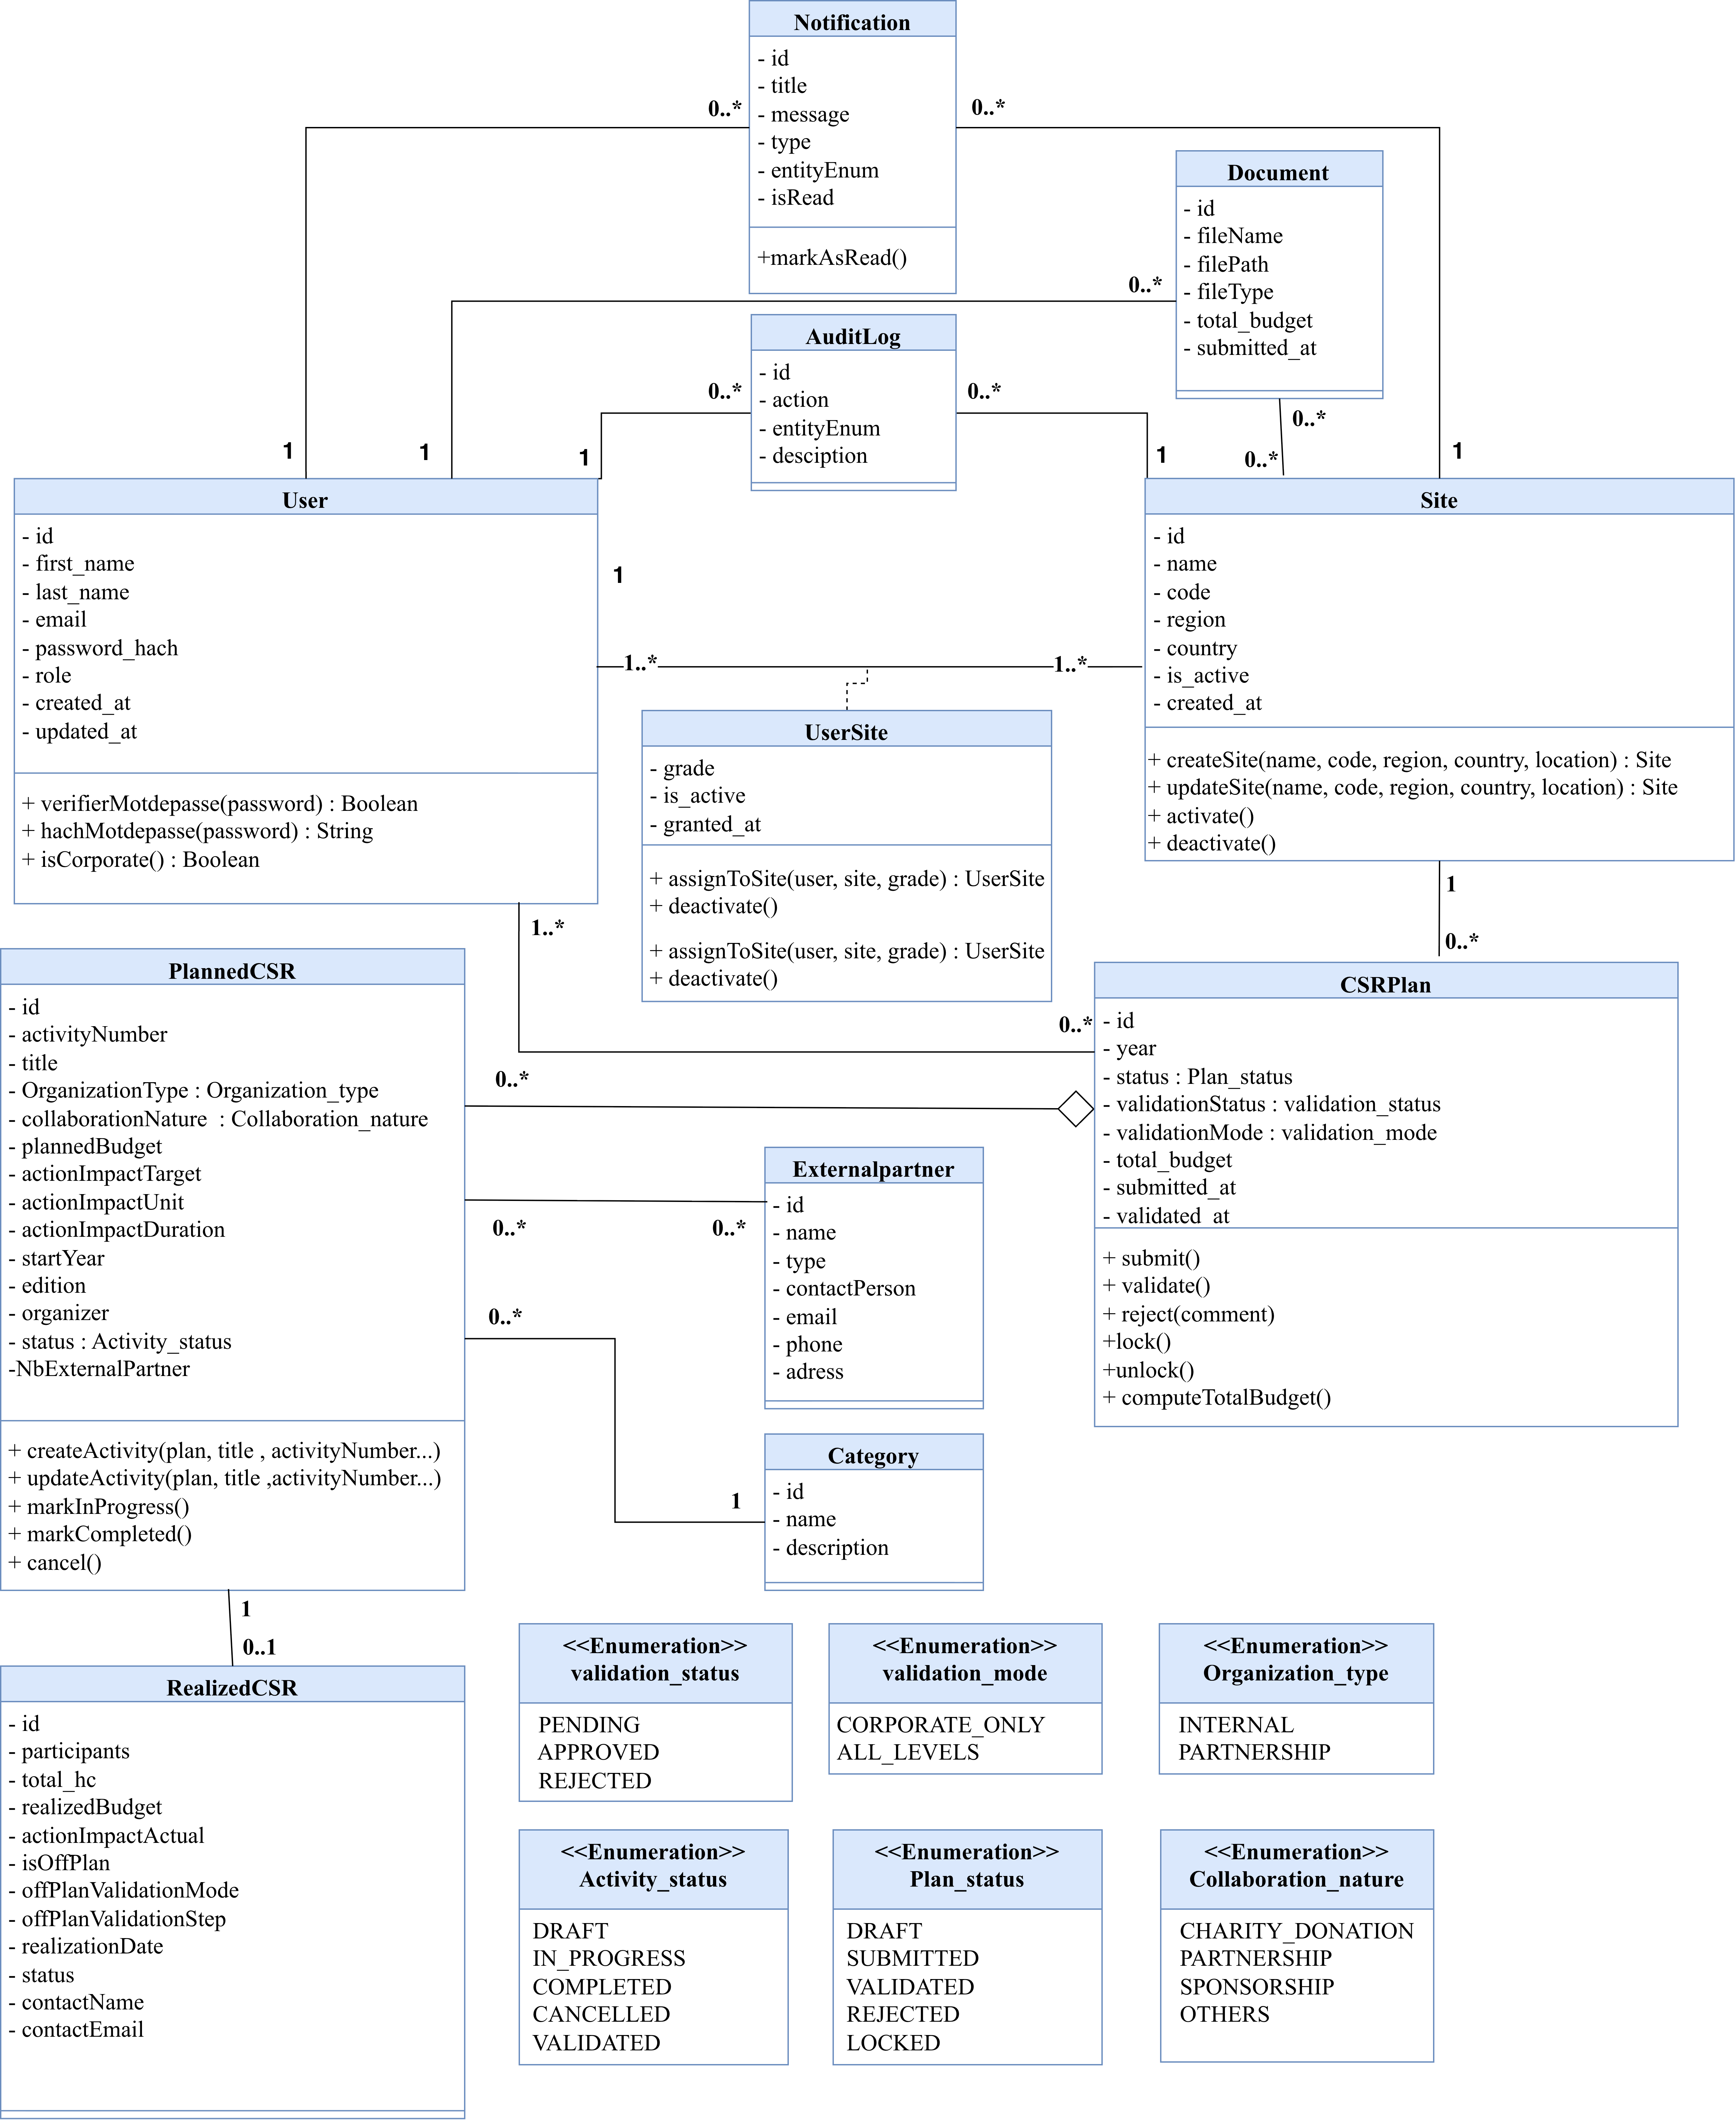 Notification
- id
- title
- message
- type
- entityEnum
- isRead
+markAsRead()
0..*
0..*
Document
- id
- fileName
- filePath
- fileType
- total_budget
- submitted_at
0..*
AuditLog
- id
- action
- entityEnum
- desciption
0..*
0..*
0..*
0..*
1
1
1
1
1
User
- id
- first_name
- last_name
- email
- password_hach
- role
- created_at
- updated_at
+ verifierMotdepasse(password) : Boolean
+ hachMotdepasse(password) : String
+ isCorporate() : Boolean
1
1..*
1..*
Site
- id
- name
- code
- region
- country
- is_active
- created_at
+ createSite(name, code, region, country, location) : Site
+ updateSite(name, code, region, country, location) : Site
+ activate()
+ deactivate()
UserSite
- grade
- is_active
- granted_at
+ assignToSite(user, site, grade) : UserSite
+ deactivate()
+ assignToSite(user, site, grade) : UserSite
+ deactivate()
1..*
1
0..*
PlannedCSR
- id
- activityNumber
- title
- OrganizationType : Organization_type
- collaborationNature  : Collaboration_nature
- plannedBudget
- actionImpactTarget
- actionImpactUnit
- actionImpactDuration
- startYear
- edition
- organizer
- status : Activity_status
-NbExternalPartner
+ createActivity(plan, title , activityNumber...)
+ updateActivity(plan, title ,activityNumber...)
+ markInProgress()
+ markCompleted()
+ cancel()
0..*
0..*
0..*
0..*
0..*
1
CSRPlan
- id
- year
- status : Plan_status
- validationStatus : validation_status
- validationMode : validation_mode
- total_budget
- submitted_at
- validated_at
+ submit()
+ validate()
+ reject(comment)
+lock()
+unlock()
+ computeTotalBudget()
Externalpartner
- id
- name
- type
- contactPerson
- email
- phone
- adress
Category
- id
- name
- description
1
0..1
RealizedCSR
- id
- participants
- total_hc
- realizedBudget
- actionImpactActual
- isOffPlan
- offPlanValidationMode
- offPlanValidationStep
- realizationDate
- status
- contactName
- contactEmail
<<Enumeration>>
validation_status
PENDING
APPROVED
REJECTED
<<Enumeration>>
validation_mode
CORPORATE_ONLY
ALL_LEVELS
<<Enumeration>>
Organization_type
INTERNAL
PARTNERSHIP
<<Enumeration>>
Activity_status
DRAFT
IN_PROGRESS
COMPLETED
CANCELLED
VALIDATED
<<Enumeration>>
Plan_status
DRAFT
SUBMITTED
VALIDATED
REJECTED
LOCKED
<<Enumeration>>
Collaboration_nature
CHARITY_DONATION
PARTNERSHIP
SPONSORSHIP
OTHERS